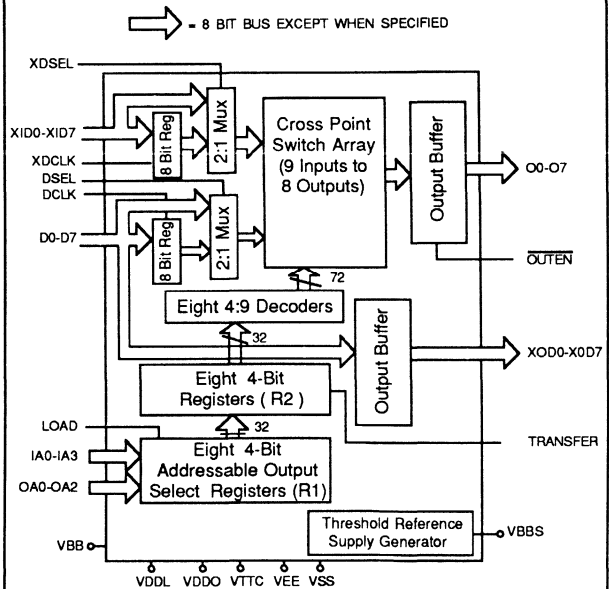 = 8 BIT BUS EXCEPT WHEN SPECIFIED
XDSEL
XID0-XID7
XDCLK
DSEL
DCLK
D0-D7
8 Bit Reg
2:1 Mux
8 Bit Reg
2:1 Mux
Cross Point
Switch Array
(9 Inputs to
8 Outputs)
Output Buffer
O0-O7
OUTEN
72
Eight 4:9 Decoders
32
Output Buffer
XOD0-X0D7
Eight 4-Bit
Registers ( R2 )
TRANSFER
32
LOAD
IA0-IA3
OA0-OA2
Eight 4-Bit
Addressable Output
Select Registers (R1)
Threshold Reference
Supply Generator
VBBS
VBB
VDDL VDDO VTTC VEE VSS